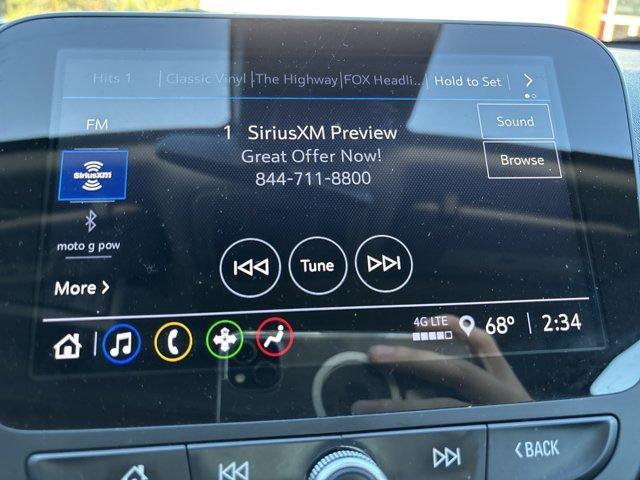 Hits 1 | Classic Vinyl | The Highway | FOX Headli... | Hold to Set |
FM
SiriusXM
moto g pow
More
1 SiriusXM Preview
Great Offer Now!
844-711-8800
Sound
Browse
Tune
4G LTE
68° | 2:34
BACK